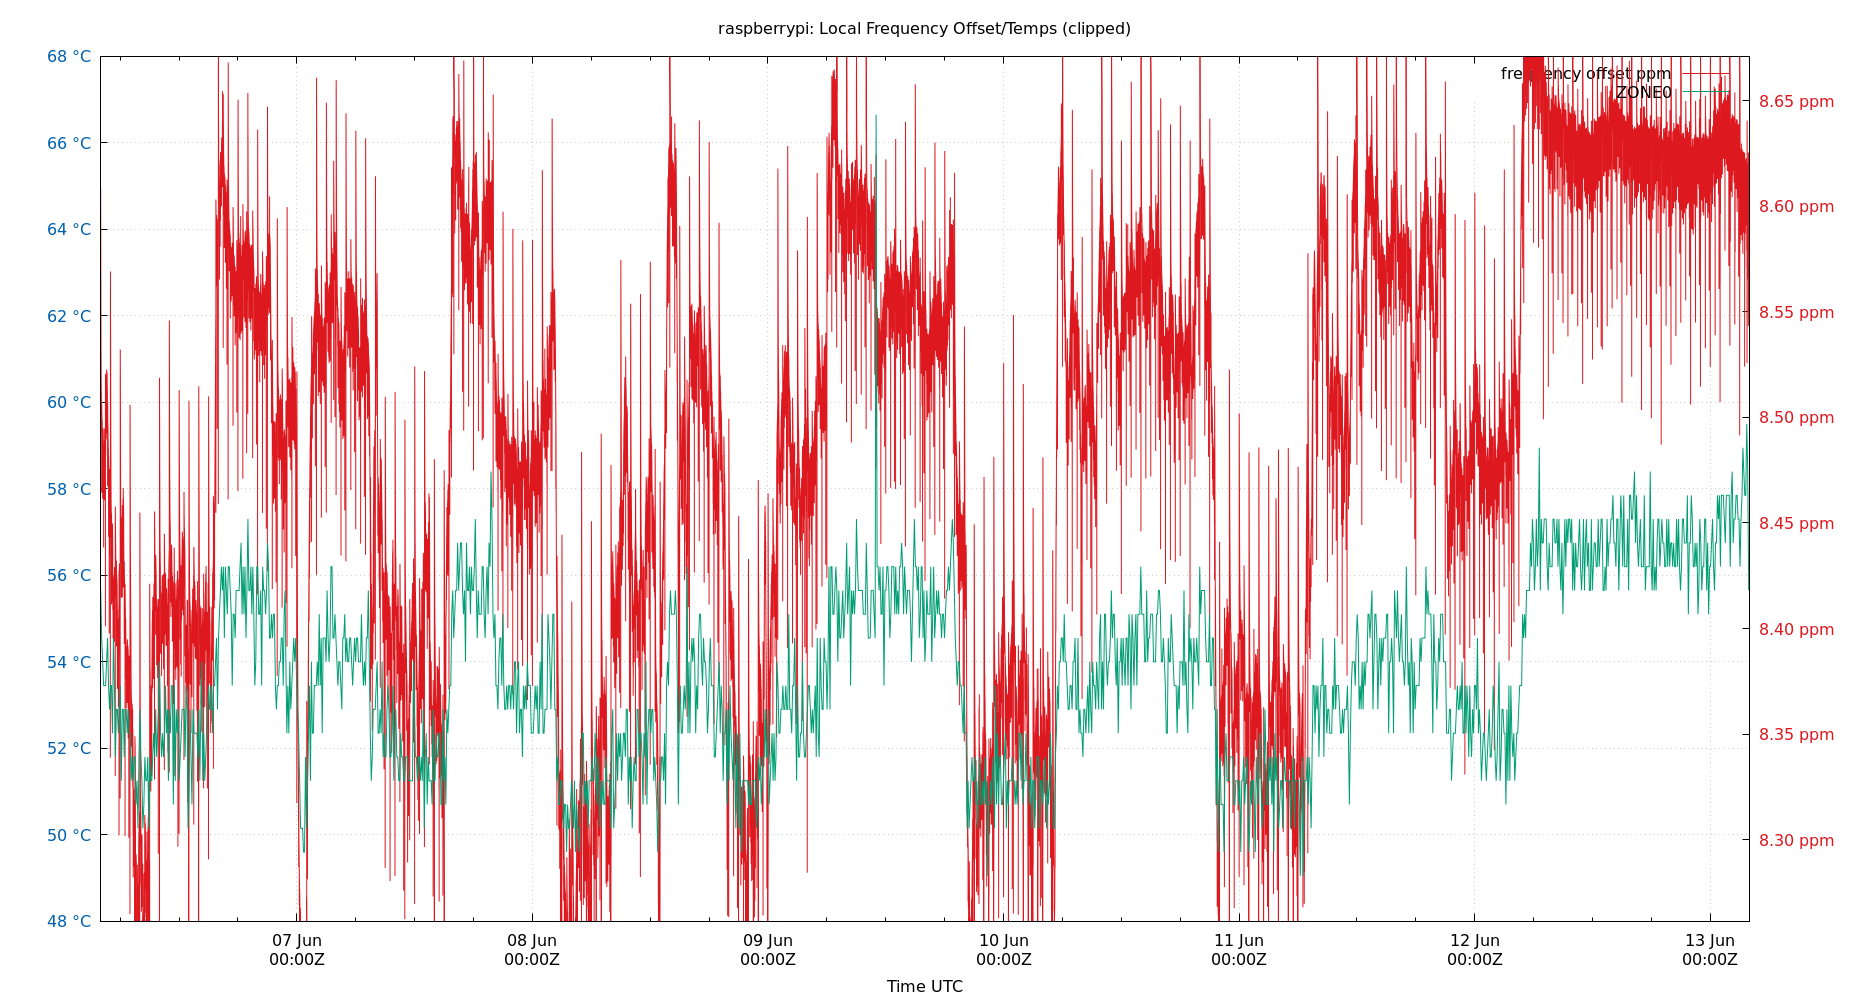 raspberrypi: Local Frequency Offset/Temps (clipped)
68 °C
66 °C
64 °C
62 °C
60 °C
58 °C
56 °C
54 °C
52 °C
50 °C
48 °C
frequency offset ppm
ZONE0
8.65 ppm
8.60 ppm
8.55 ppm
8.50 ppm
8.45 ppm
8.40 ppm
8.35 ppm
8.30 ppm
07 Jun 08 Jun 09 Jun 10 Jun 11 Jun 12 Jun 13 Jun
00:00Z 00:00Z 00:00Z 00:00Z 00:00Z 00:00Z 00:00Z
Time UTC